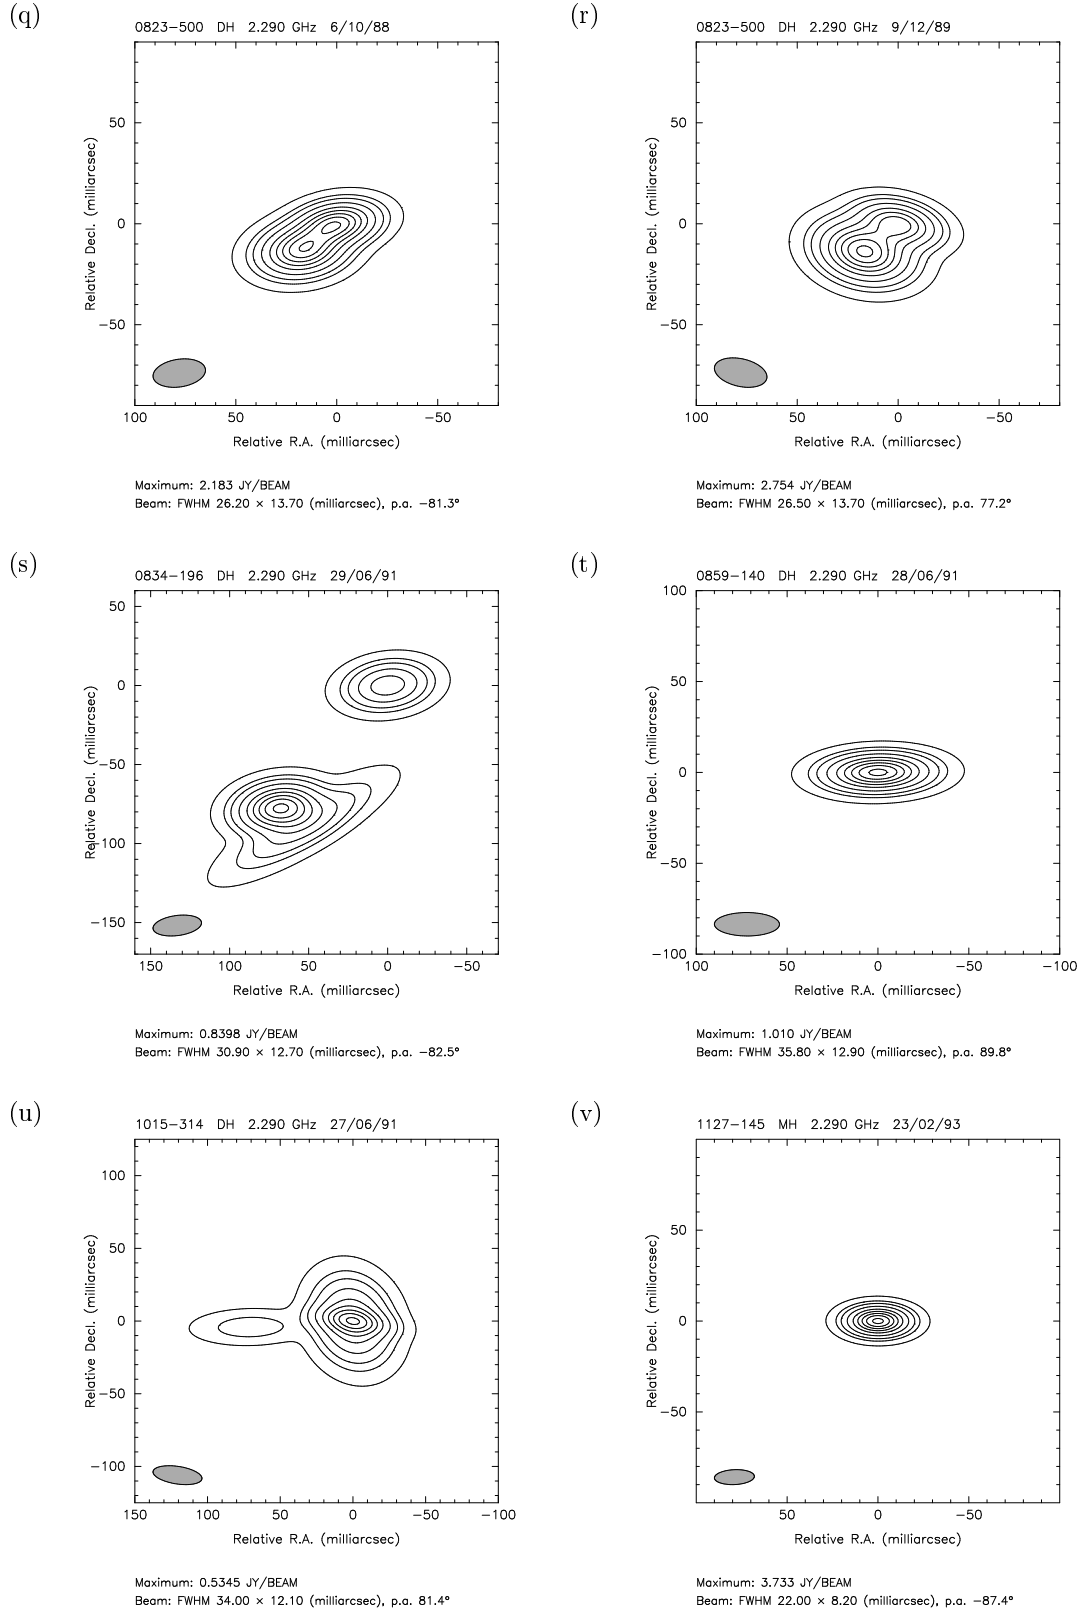 (q)
0823−500 DH 2.290 GHz 6/10/88
50
0
−50
Relative Decl. (milliarcsec)
100 50 0 −50
Relative R.A. (milliarcsec)
Maximum: 2.183 JY/BEAM
Beam: FWHM 26.20 × 13.70 (milliarcsec), p.a. −81.3°
(r)
0823−500 DH 2.290 GHz 9/12/89
50
0
−50
Relative Decl. (milliarcsec)
100 50 0 −50
Relative R.A. (milliarcsec)
Maximum: 2.754 JY/BEAM
Beam: FWHM 26.50 × 13.70 (milliarcsec), p.a. 77.2°
(s)
0834−196 DH 2.290 GHz 29/06/91
50
0
−50
−100
−150
Relative Decl. (milliarcsec)
150 100 50 0 −50
Relative R.A. (milliarcsec)
Maximum: 0.8398 JY/BEAM
Beam: FWHM 30.90 × 12.70 (milliarcsec), p.a. −82.5°
(t)
0859−140 DH 2.290 GHz 28/06/91
100
50
0
−50
−100
Relative Decl. (milliarcsec)
100 50 0 −50 −100
Relative R.A. (milliarcsec)
Maximum: 1.010 JY/BEAM
Beam: FWHM 35.80 × 12.90 (milliarcsec), p.a. 89.8°
(u)
1015−314 DH 2.290 GHz 27/06/91
100
50
0
−50
−100
Relative Decl. (milliarcsec)
150 100 50 0 −50 −100
Relative R.A. (milliarcsec)
Maximum: 0.5345 JY/BEAM
Beam: FWHM 34.00 × 12.10 (milliarcsec), p.a. 81.4°
(v)
1127−145 MH 2.290 GHz 23/02/93
50
0
−50
Relative Decl. (milliarcsec)
50 0 −50
Relative R.A. (milliarcsec)
Maximum: 3.733 JY/BEAM
Beam: FWHM 22.00 × 8.20 (milliarcsec), p.a. −87.4°